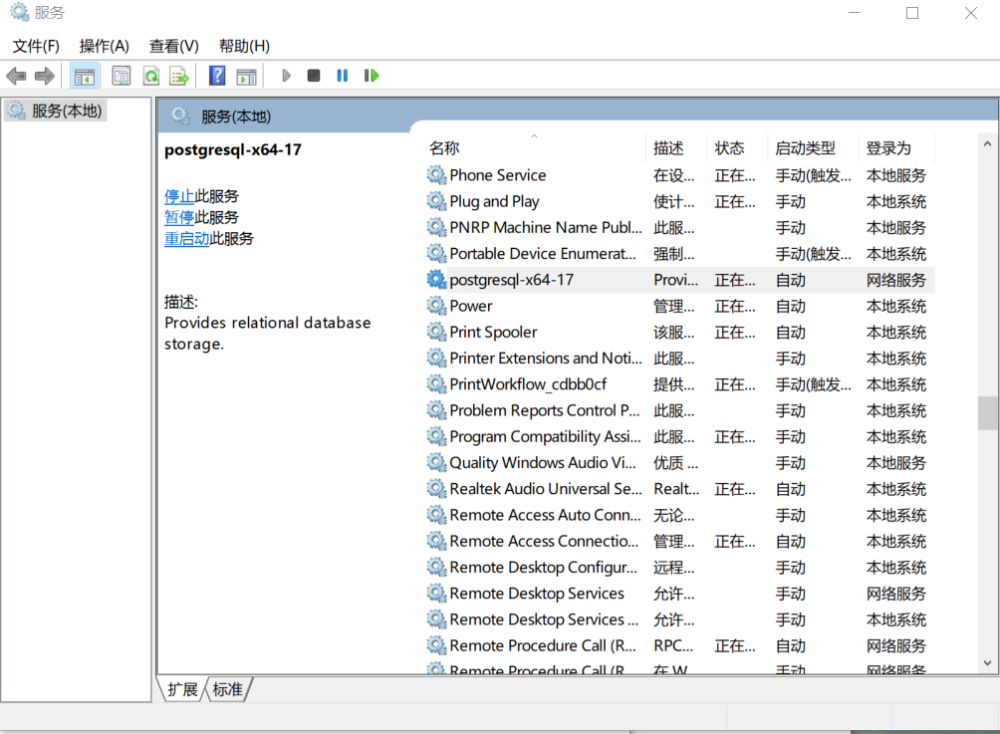 服务
文件(F) 操作(A) 查看(V) 帮助(H)
服务(本地)
服务(本地)
postgresql-x64-17
停止此服务
暂停此服务
重启动此服务
描述:
Provides relational database
storage.
名称 描述 状态 启动类型 登录为
Phone Service 在设... 正在... 手动(触发... 本地服务
Plug and Play 使计... 正在... 手动 本地系统
PNRP Machine Name Publ... 此服... 手动 本地服务
Portable Device Enumerat... 强制... 手动(触发... 本地系统
postgresql-x64-17 Provi... 正在... 自动 网络服务
Power 管理... 正在... 自动 本地系统
Print Spooler 该服... 正在... 自动 本地系统
Printer Extensions and Noti... 此服... 手动 本地系统
PrintWorkflow_cdbb0cf 提供... 正在... 手动(触发... 本地系统
Problem Reports Control P... 此服... 手动 本地系统
Program Compatibility Assi... 此服... 正在... 手动 本地系统
Quality Windows Audio Vi... 优质 ... 手动 本地服务
Realtek Audio Universal Se... Realt... 正在... 自动 本地系统
Remote Access Auto Conn... 无论... 手动 本地系统
Remote Access Connectio... 管理... 正在... 自动 本地系统
Remote Desktop Configur... 远程... 手动 本地系统
Remote Desktop Services 允许... 手动 网络服务
Remote Desktop Services ... 允许... 手动 本地系统
Remote Procedure Call (R... RPC... 正在... 自动 网络服务
Remote Procedure Call (R... 在 W... 手动 网络服务
扩展 标准